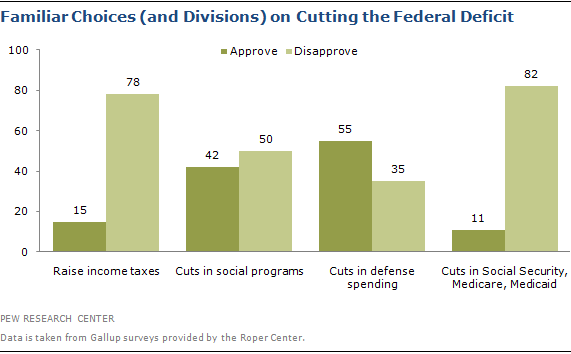 Familiar Choices (and Divisions) on Cutting the Federal Deficit
Approve Disapprove
100
80
60
40
20
0
15 78 42 50 55 35 11 82
Raise income taxes
Cuts in social programs
Cuts in defense
spending
Cuts in Social Security,
Medicare, Medicaid
PEW RESEARCH CENTER
Data is taken from Gallup surveys provided by the Roper Center.